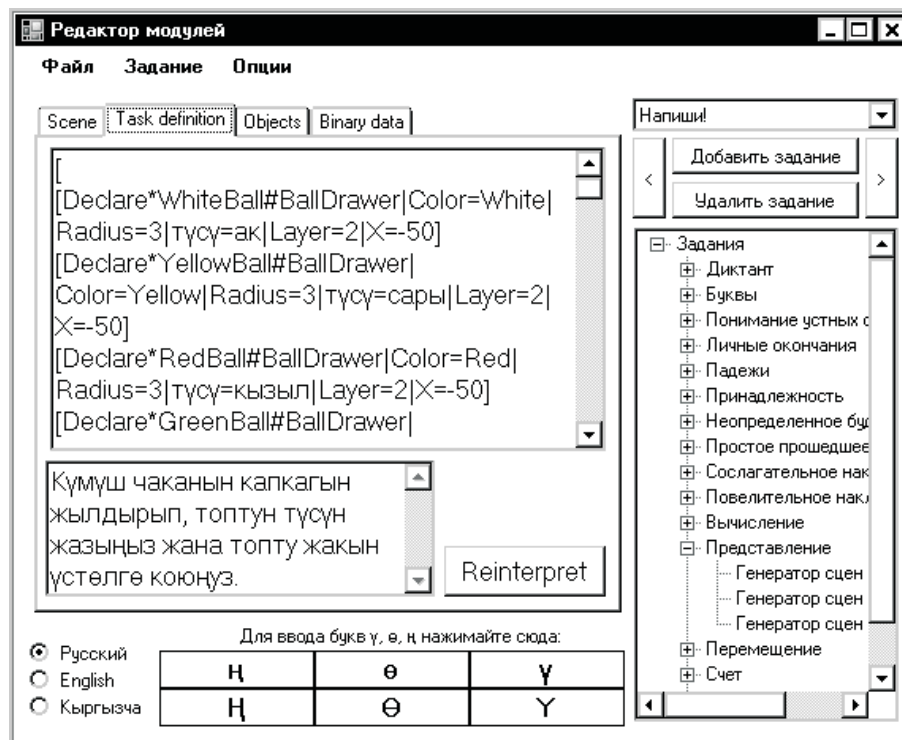 Редактор модулей
Файл Задание Опции
Scene Task definition Objects Binary data
[
[Declare*WhiteBall#BallDrawer|Color=White|
Radius=3|түсү=ак|Layer=2|X=-50]
[Declare*YellowBall#BallDrawer|
Color=Yellow|Radius=3|түсү=сары|Layer=2|
X=-50]
[Declare*RedBall#BallDrawer|Color=Red|
Radius=3|түсү=кызыл|Layer=2|X=-50]
[Declare*GreenBall#BallDrawer|
Күмүш чаканын капкагын
жылдырып, топтун түсүн
жазыңыз жана топту жакын
үстөлгө коюңуз.
Reinterpret
Для ввода букв ү, ө, ң нажимайте сюда:
Русский
English
Кыргызча
ң ө ү
Ң Ө Ү
Напиши!
<
Добавить задание
Удалить задание
>
Задания
Диктант
Буквы
Понимание устных с
Личные окончания
Падежи
Принадлежность
Неопределенное буд
Простое прошедшее
Сослагательное нак
Повелительное накл
Вычисление
Представление
Генератор сцен
Генератор сцен
Генератор сцен
Перемещение
Счет